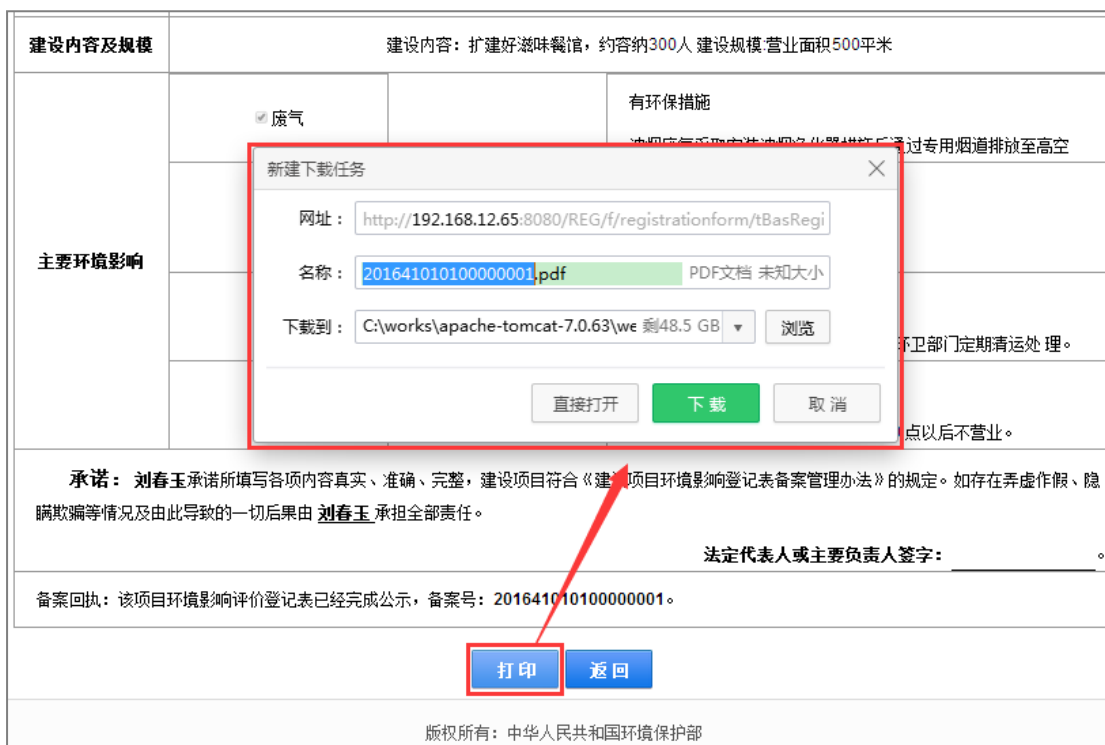 建设内容及规模
建设内容：扩建好滋味餐馆，约容纳300人 建设规模:营业面积500平米
废气
有环保措施
过专用烟道排放至高空
新建下载任务
网址：
http://192.168.12.65:8080/REG/f/registrationform/tBasRegi
名称：
201641010100000001.pdf
PDF文档 未知大小
主要环境影响
下载到：
C:\works\apache-tomcat-7.0.63\we 剩48.5 GB
浏览
卫部门定期清运处 理。
直接打开
下载
取消
点以后不营业。
承诺：刘春玉承诺所填写各项内容真实、准确、完整，建设项目符合《建设项目环境影响登记表备案管理办法》的规定。如存在弄虚作假、隐
瞒欺骗等情况及由此导致的一切后果由 刘春玉 承担全部责任。
法定代表人或主要负责人签字：                    。
备案回执：该项目环境影响评价登记表已经完成公示，备案号：201641010100000001。
打印
返回
版权所有：中华人民共和国环境保护部